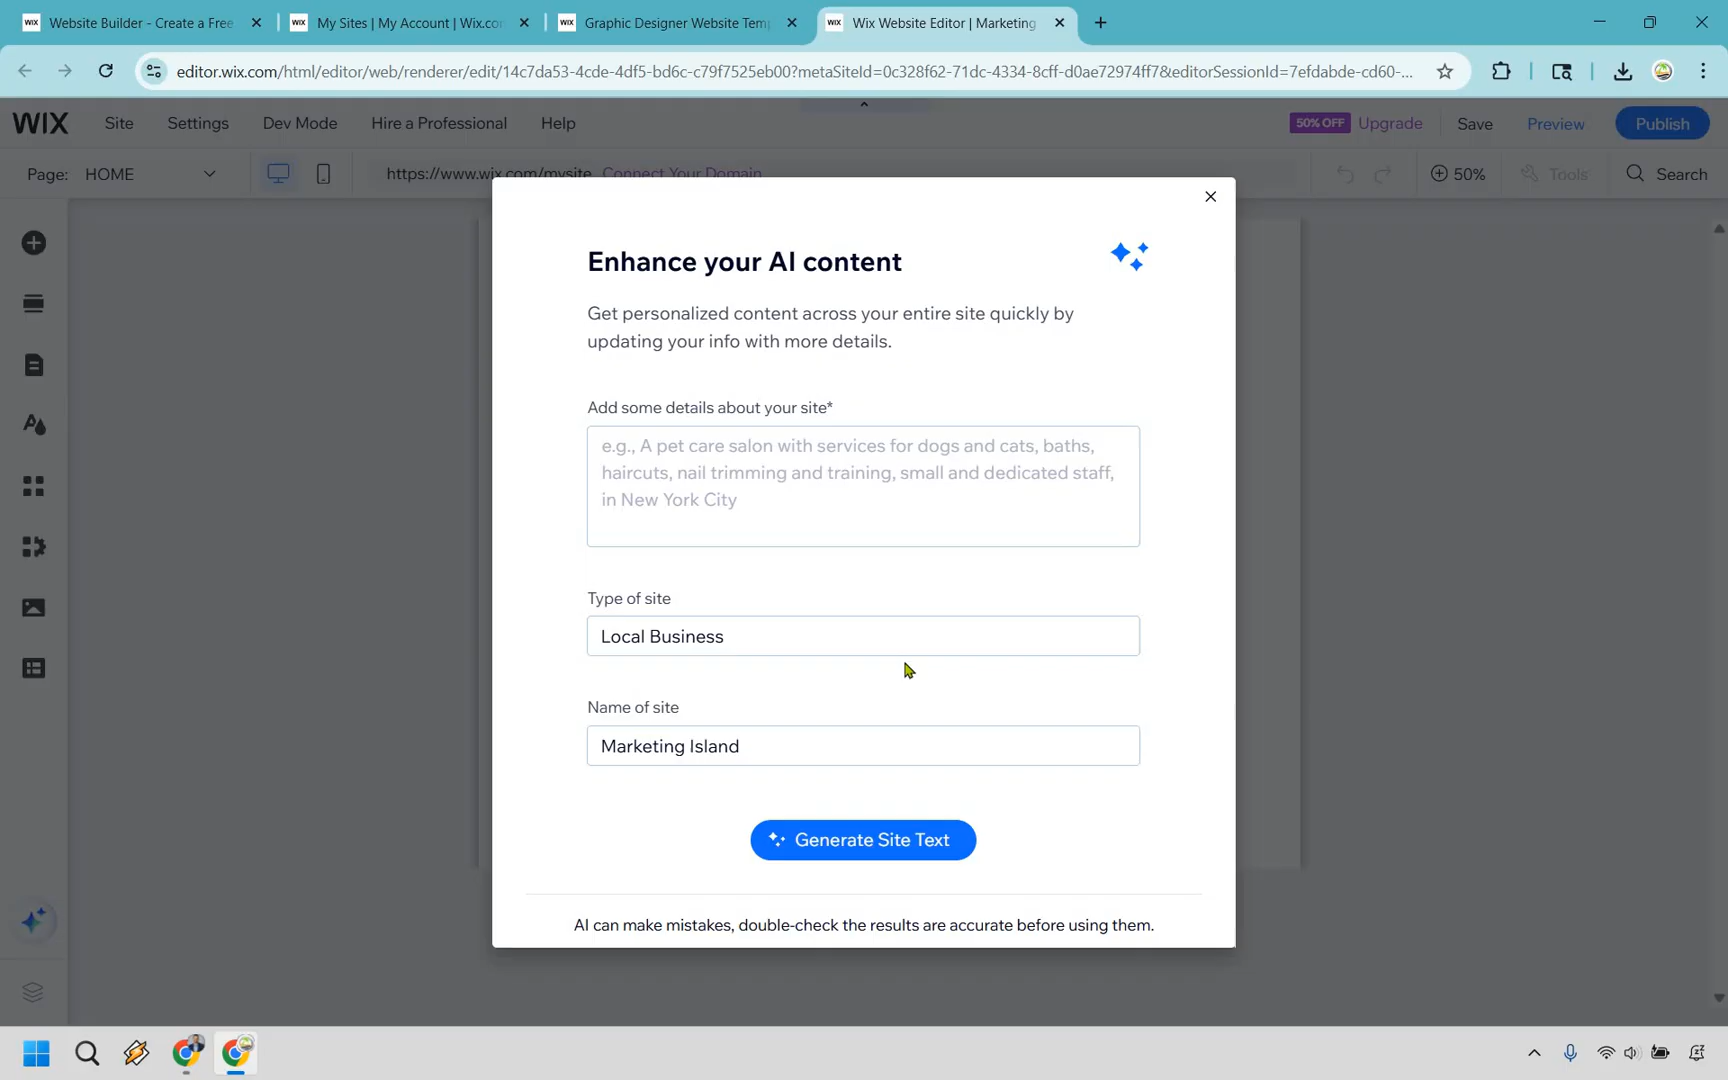 Website Builder - Create a Free
My Sites | My Account | Wix.co
Graphic Designer Website Tem
Wix Website Editor | Marketing
editor.wix.com/html/editor/web/renderer/edit/14c7da53-4cde-4df5-bd6c-c79f7525eb00?metaSiteId=0c328f62-71dc-4334-8cff-d0ae72974ff7&editorSessionId=7efdabde-cd60-...
WIX
Site
Settings
Dev Mode
Hire a Professional
Help
50% OFF
Upgrade
Save
Preview
Publish
Page: HOME
https://www.wix.com/mysite Connect Your Domain
50%
Tools
Search
Enhance your AI content
Get personalized content across your entire site quickly by
updating your info with more details.
Add some details about your site*
e.g., A pet care salon with services for dogs and cats, baths,
haircuts, nail trimming and training, small and dedicated staff,
in New York City
Type of site
Local Business
Name of site
Marketing Island
Generate Site Text
AI can make mistakes, double-check the results are accurate before using them.